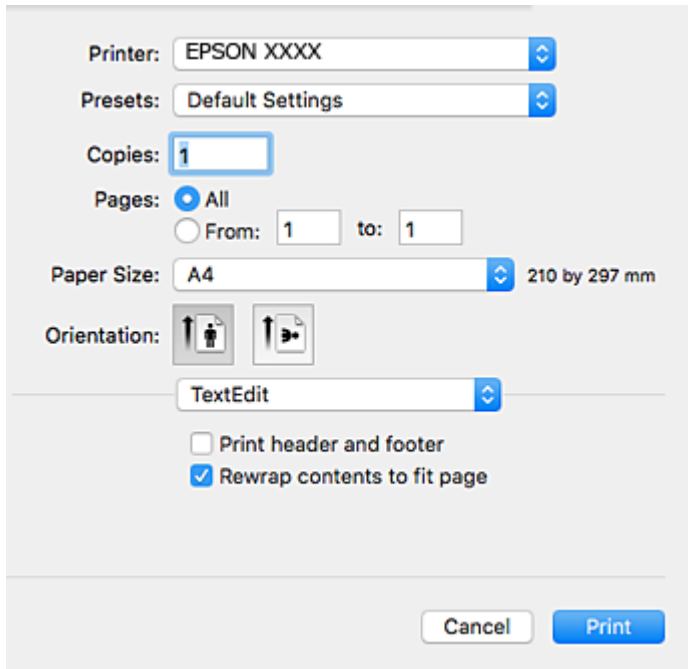 Printer: EPSON XXXX
Presets: Default Settings
Copies: 1
Pages: All
From: 1 to: 1
Paper Size: A4 210 by 297 mm
Orientation:
TextEdit
Print header and footer
Rewrap contents to fit page
Cancel Print